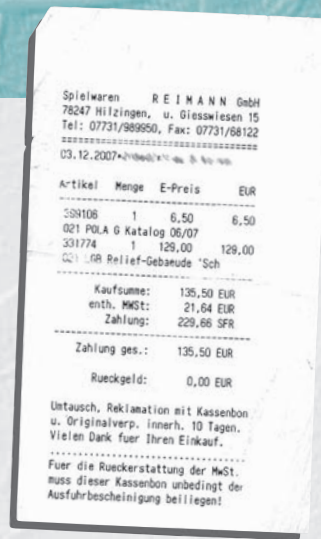 Spielwaren REIMANN GmbH
78247 Hilzingen, u. Giesswiesen 15
Tel: 07731/989950, Fax: 07731/68122
03.12.2007
Artikel Menge E-Preis EUR
389106 1 6,50 6,50
021 POLA G Katalog 06/07
331774 1 129,00 129,00
021 LGB Relief-Gebaeude "Sch
Kaufsumme: 135,50 EUR
enth. MWSt: 21,64 EUR
Zahlung: 229,66 SFR
Zahlung ges.: 135,50 EUR
Rueckgeld: 0,00 EUR
Umtausch, Reklamation mit Kassenbon
u. Originalverp. innerh. 10 Tagen.
Vielen Dank fuer Ihren Einkauf.
Fuer die Rueckerstattung der MwSt.
muss dieser Kassenbon unbedingt der
Ausfuhrbescheinigung beiliegen!